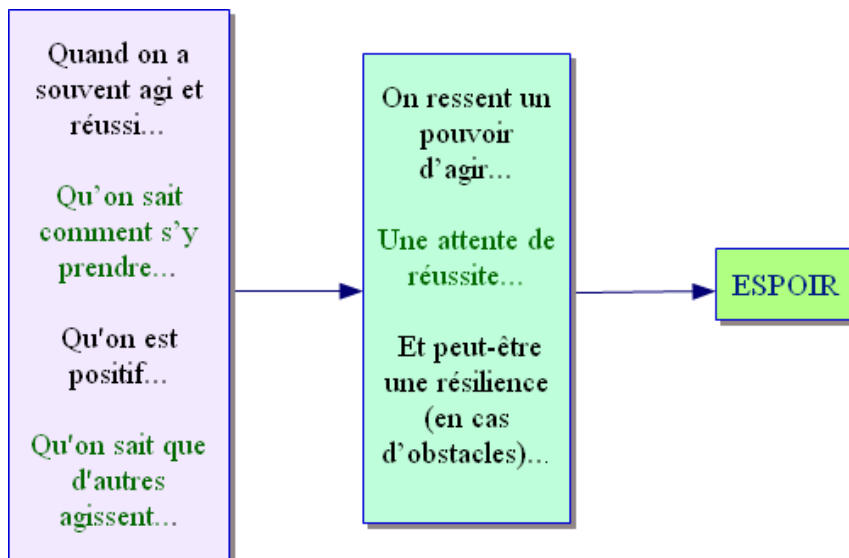 Quand on a
souvent agi et
réussi...
Qu’on sait
comment s’y
prendre...
Qu'on est
positif...
Qu'on sait que
d'autres
agissent...
On ressent un
pouvoir
d’agir...
Une attente de
réussite...
Et peut-être
une résilience
(en cas
d’obstacles)...
ESPOIR